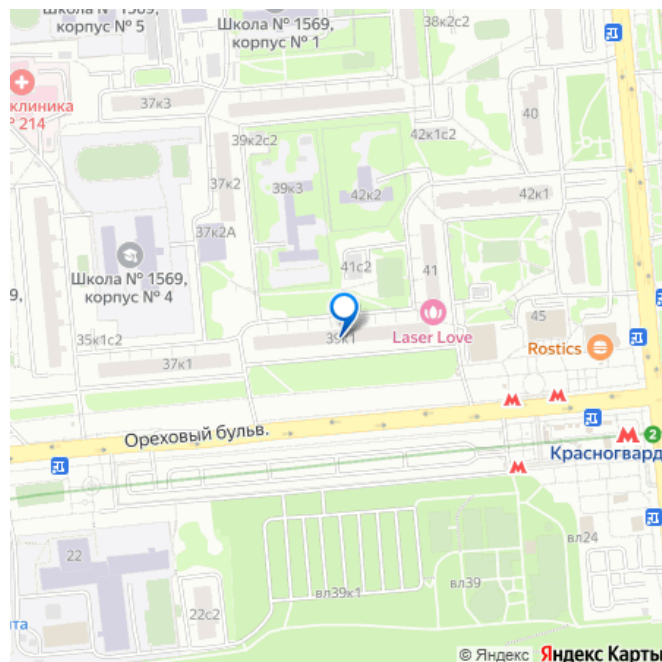 Школа № 1569,
корпус № 5
Школа № 1569,
корпус № 1
38к2с2
клиника
№ 214
37к3
40
39к2с2
42к1с2
37к2
39к3
42к2
42к1
37к2А
Школа № 1569,
корпус № 4
41с2
41
39,
35к1с2
39к1
Laser Love
45
Rostics
37к1
Ореховый бульв.
2
Красногвард
22
вл24
вл39к1
вл39
22с2
ита
© Яндекс Яндекс Карты